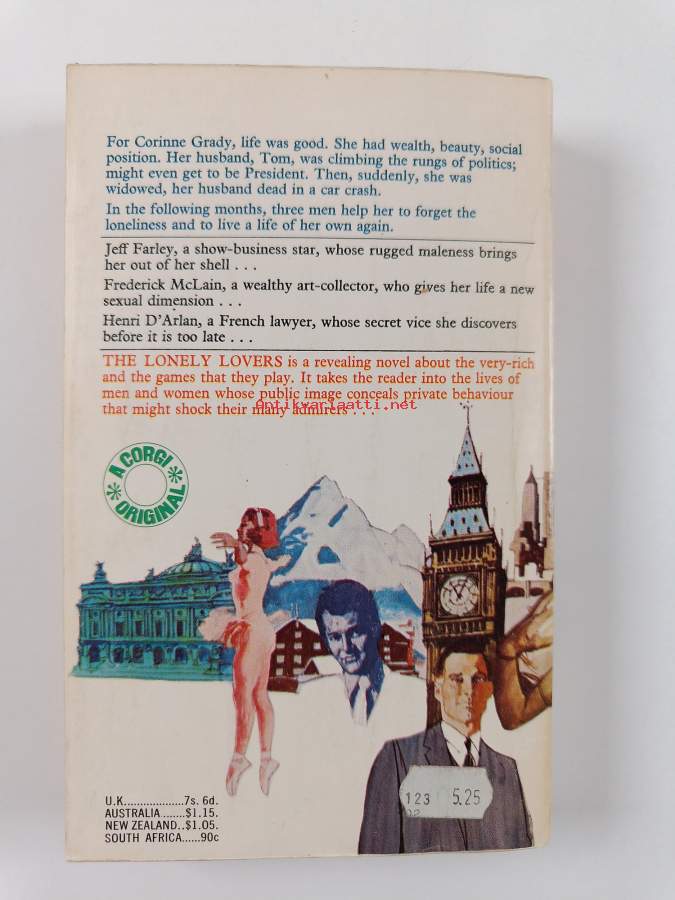 For Corinne Grady, life was good. She had wealth, beauty, social
position. Her husband, Tom, was climbing the rungs of politics;
might even get to be President. Then, suddenly, she was
widowed, her husband dead in a car crash.
In the following months, three men help her to forget the
loneliness and to live a life of her own again.
Jeff Farley, a show-business star, whose rugged maleness brings
her out of her shell . . .
Frederick McLain, a wealthy art-collector, who gives her life a new
sexual dimension . . .
Henri D'Arlan, a French lawyer, whose secret vice she discovers
before it is too late . . .
THE LONELY LOVERS is a revealing novel about the very-rich
and the games that they play. It takes the reader into the lives of
men and women whose public image conceals private behaviour
that might shock their many admirers . . .
antikvariaatti.net
A CORGI
ORIGINAL
U.K...................7s. 6d.
AUSTRALIA.......$1.15.
NEW ZEALAND..$1.05.
SOUTH AFRICA......90c
123 5.25